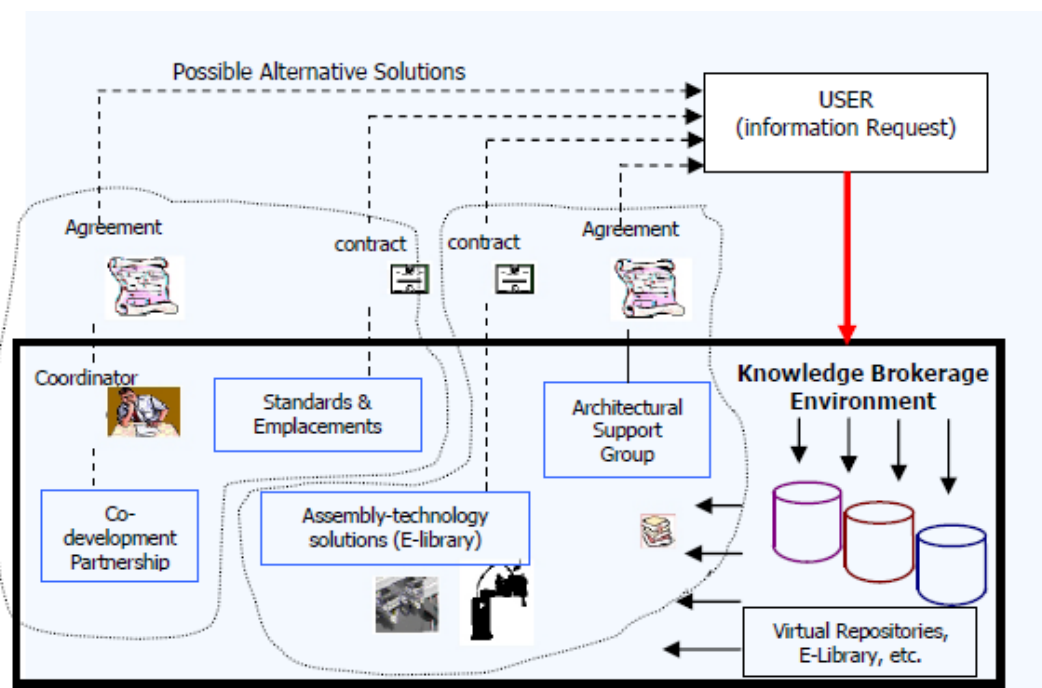 Possible Alternative Solutions
USER
(information Request)
Agreement
contract
contract
Agreement
Coordinator
Standards &
Emplacements
Architectural
Support
Group
Knowledge Brokerage
Environment
Co-
development
Partnership
Assembly-technology
solutions (E-library)
Virtual Repositories,
E-Library, etc.